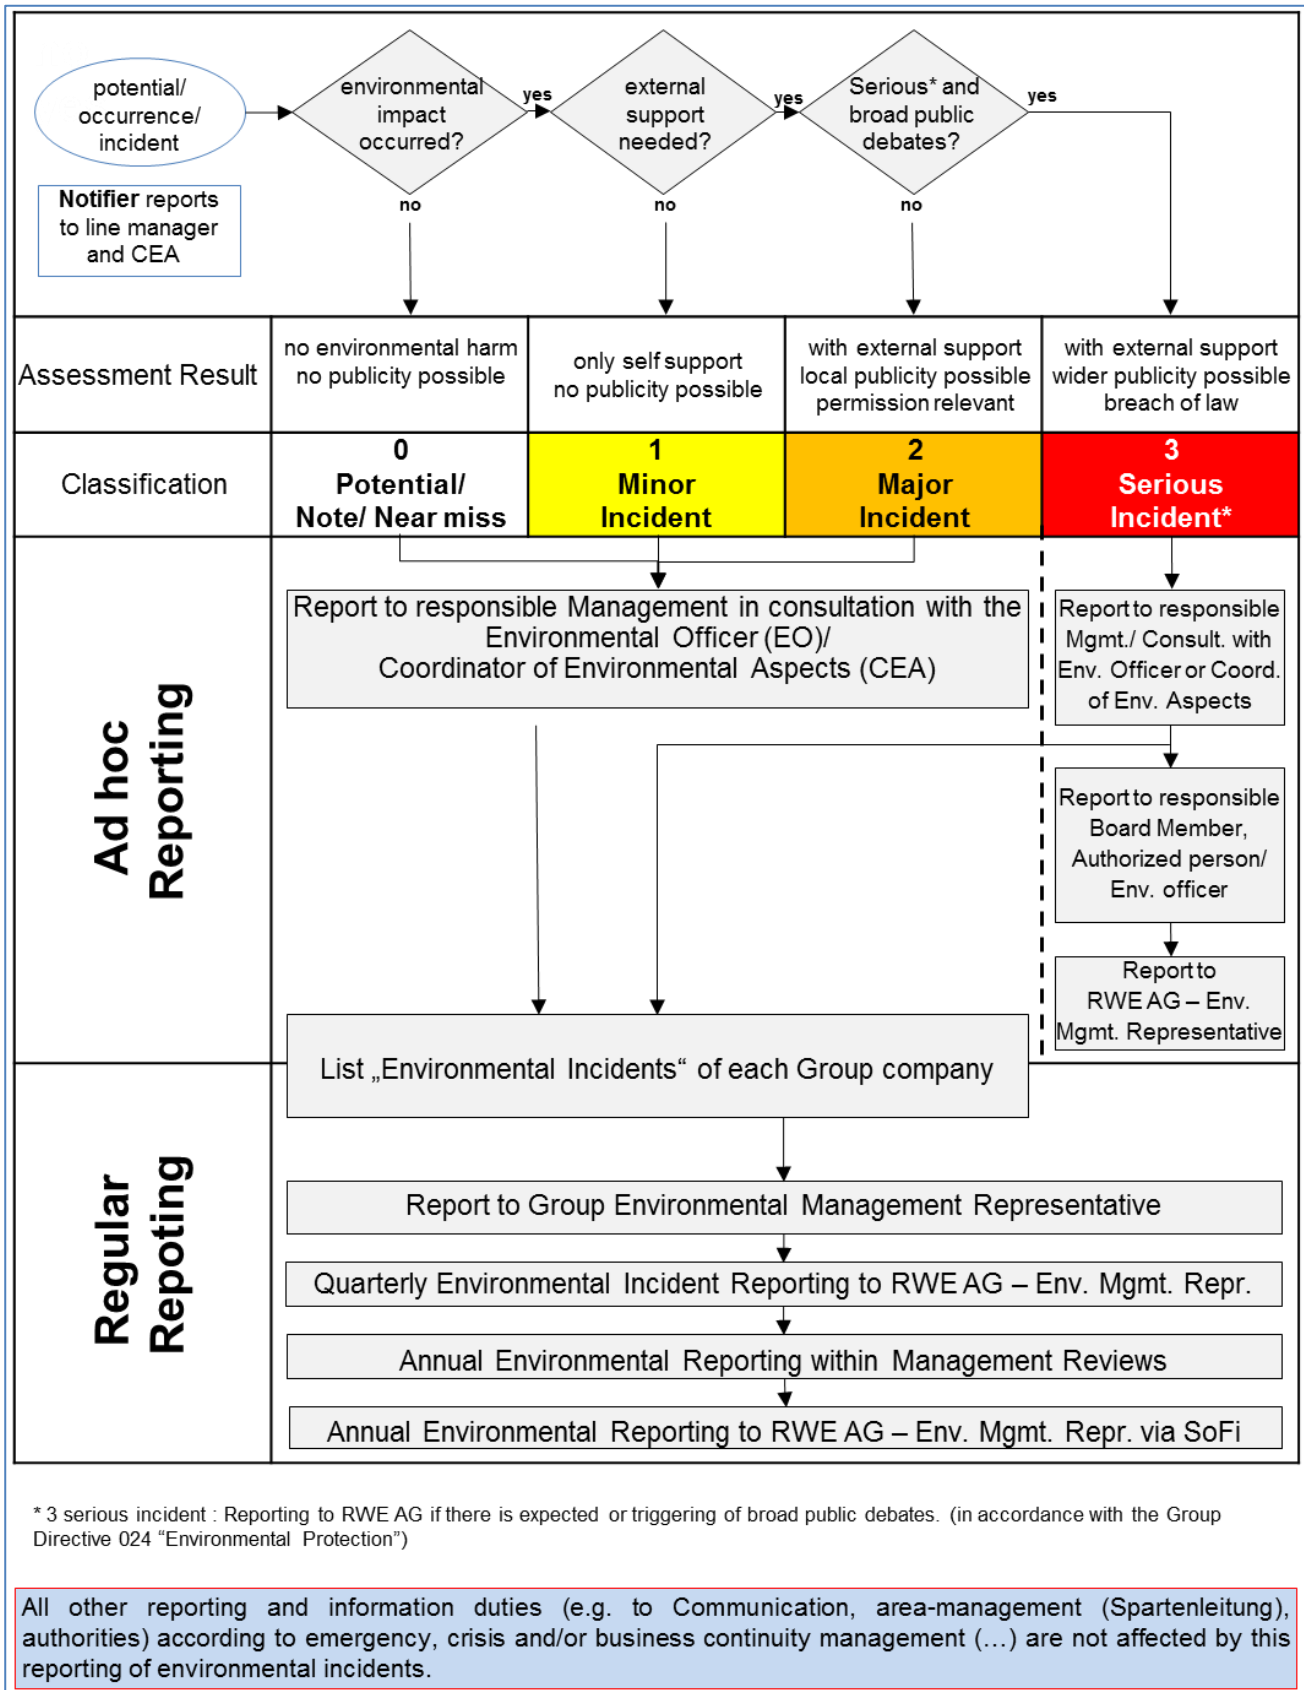 potential/
occurrence/
incident
environmental
impact
occurred?
yes
external
support
needed?
yes
Serious* and
broad public
debates?
yes
Notifier reports
to line manager
and CEA
no
no
no
Assessment Result
no environmental harm
no publicity possible
only self support
no publicity possible
with external support
local publicity possible
permission relevant
with external support
wider publicity possible
breach of law
Classification
0
Potential/
Note/ Near miss
1
Minor
Incident
2
Major
Incident
3
Serious
Incident*
Ad hoc
Reporting
Report to responsible Management in consultation with the
Environmental Officer (EO)/
Coordinator of Environmental Aspects (CEA)
Report to responsible
Mgmt./ Consult. with
Env. Officer or Coord.
of Env. Aspects
Report to responsible
Board Member,
Authorized person/
Env. officer
Report to
RWE AG – Env.
Mgmt. Representative
List „Environmental Incidents“ of each Group company
Regular
Repoting
Report to Group Environmental Management Representative
Quarterly Environmental Incident Reporting to RWE AG – Env. Mgmt. Repr.
Annual Environmental Reporting within Management Reviews
Annual Environmental Reporting to RWE AG – Env. Mgmt. Repr. via SoFi
* 3 serious incident : Reporting to RWE AG if there is expected or triggering of broad public debates. (in accordance with the Group
Directive 024 “Environmental Protection”)
All other reporting and information duties (e.g. to Communication, area-management (Spartenleitung),
authorities) according to emergency, crisis and/or business continuity management (…) are not affected by this
reporting of environmental incidents.